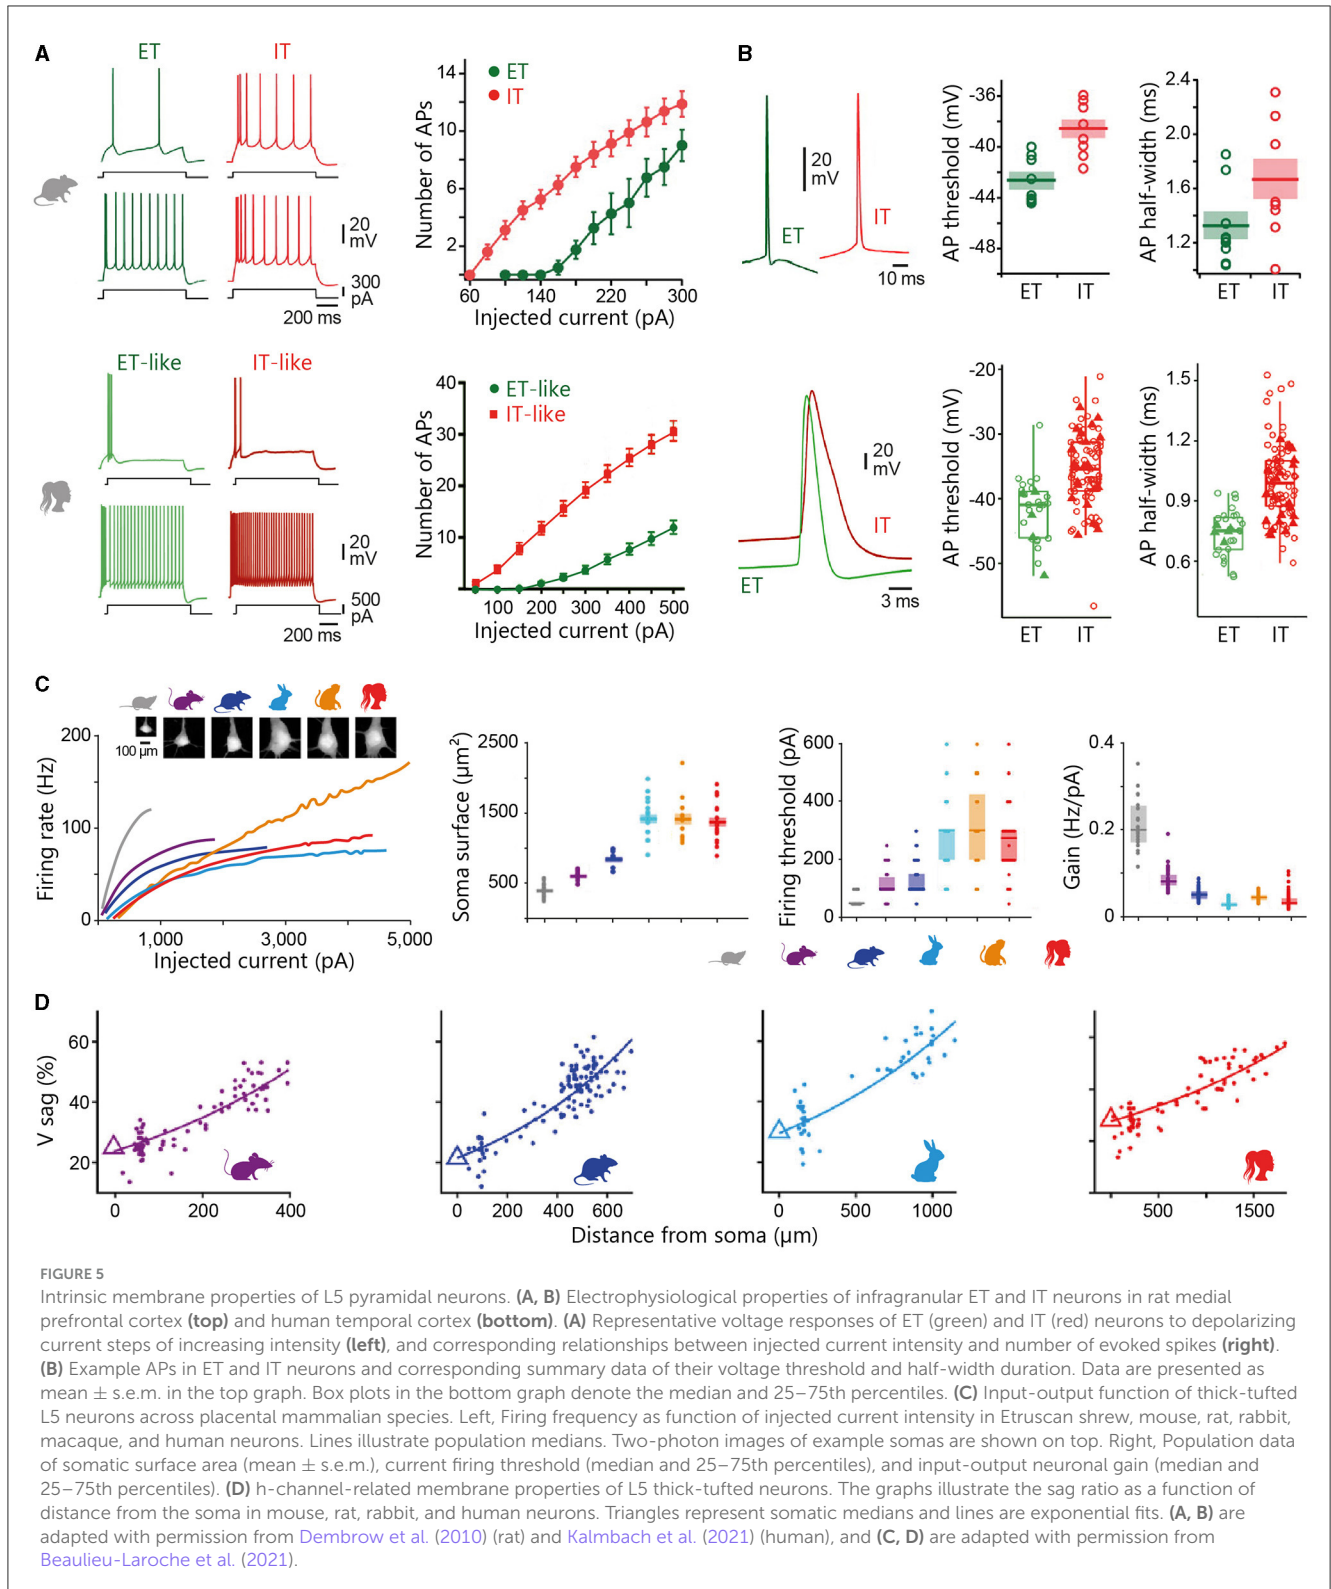 A
ET
IT
20
mV
300
pA
200 ms
Number of APs
14
10
6
2
ET
IT
60
140
220
300
Injected current (pA)
B
20
mV
ET
IT
10 ms
AP threshold (mV)
-36
-40
-44
-48
ET
IT
AP half-width (ms)
2.4
2.0
1.6
1.2
ET
IT
ET-like
IT-like
20
mV
500
pA
200 ms
Number of APs
40
30
20
10
ET-like
IT-like
100
200
300
400
500
Injected current (pA)
20
mV
IT
ET
3 ms
AP threshold (mV)
-20
-30
-40
-50
ET
IT
AP half-width (ms)
1.5
1.2
0.9
0.6
ET
IT
C
Firing rate (Hz)
200
100
0
100 µm
1,000
3,000
5,000
Injected current (pA)
Soma surface (µm²)
2500
1500
500
Firing threshold (pA)
600
400
200
0
Gain (Hz/pA)
0.4
0.2
0
D
V sag (%)
60
40
20
0
200
400
0
200
400
600
0
500
1000
500
1500
Distance from soma (µm)
FIGURE 5
Intrinsic membrane properties of L5 pyramidal neurons. (A, B) Electrophysiological properties of infragranular ET and IT neurons in rat medial
prefrontal cortex (top) and human temporal cortex (bottom). (A) Representative voltage responses of ET (green) and IT (red) neurons to depolarizing
current steps of increasing intensity (left), and corresponding relationships between injected current intensity and number of evoked spikes (right).
(B) Example APs in ET and IT neurons and corresponding summary data of their voltage threshold and half-width duration. Data are presented as
mean ± s.e.m. in the top graph. Box plots in the bottom graph denote the median and 25–75th percentiles. (C) Input-output function of thick-tufted
L5 neurons across placental mammalian species. Left, Firing frequency as function of injected current intensity in Etruscan shrew, mouse, rat, rabbit,
macaque, and human neurons. Lines illustrate population medians. Two-photon images of example somas are shown on top. Right, Population data
of somatic surface area (mean ± s.e.m.), current firing threshold (median and 25–75th percentiles), and input-output neuronal gain (median and
25–75th percentiles). (D) h-channel-related membrane properties of L5 thick-tufted neurons. The graphs illustrate the sag ratio as a function of
distance from the soma in mouse, rat, rabbit, and human neurons. Triangles represent somatic medians and lines are exponential fits. (A, B) are
adapted with permission from Dembrow et al. (2010) (rat) and Kalmbach et al. (2021) (human), and (C, D) are adapted with permission from
Beaulieu-Laroche et al. (2021).